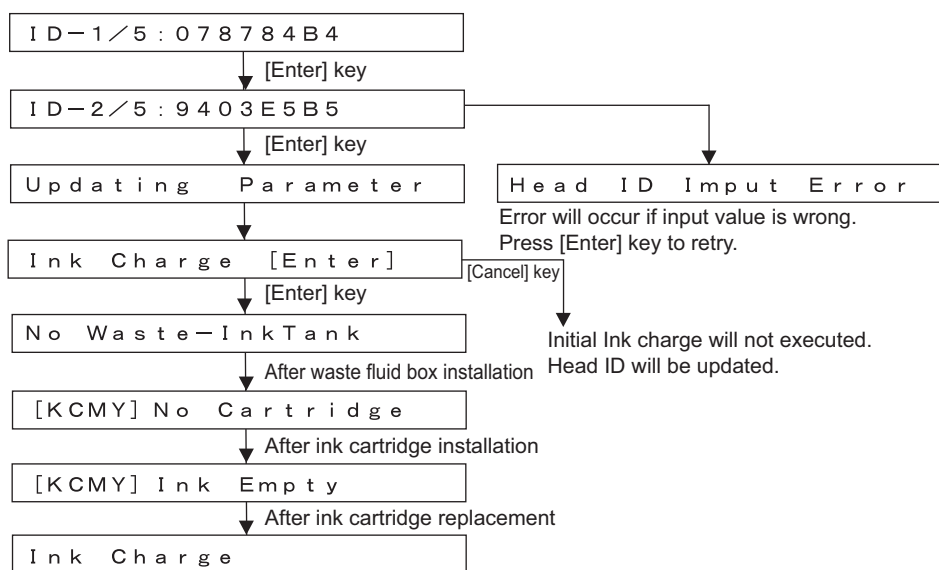 ID-1/5:078784B4
[Enter] key
ID-2/5:9403E5B5
[Enter] key
Updating Parameter
Head ID Imput Error
Error will occur if input value is wrong.
Press [Enter] key to retry.
Ink Charge [Enter]
[Cancel] key
[Enter] key
No Waste-InkTank
Initial Ink charge will not executed.
Head ID will be updated.
After waste fluid box installation
[KCMY] No Cartridge
After ink cartridge installation
[KCMY] Ink Empty
After ink cartridge replacement
Ink Charge